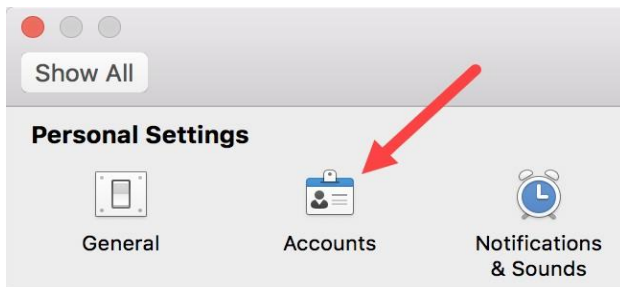 Show All
Personal Settings
General
Accounts
Notifications
& Sounds